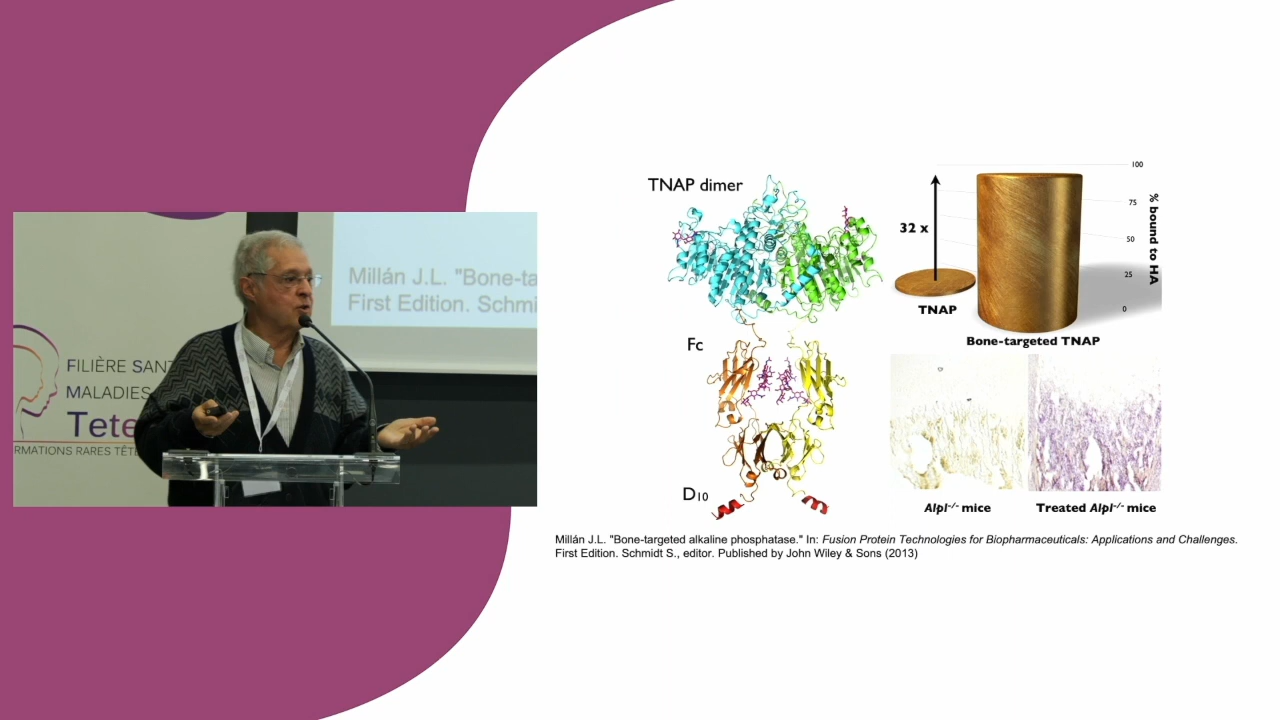 Millán J.L. "Bone-ta
First Edition. Schmi
FILIÈRE SANT
MALADIES
Tete
RMATIONS RARES TÊTE
TNAP dimer
Fc
D10
100
75
50
25
0
% bound to HA
32 x
TNAP
Bone-targeted TNAP
Alpl-/- mice
Treated Alpl-/- mice
Millán J.L. "Bone-targeted alkaline phosphatase." In: Fusion Protein Technologies for Biopharmaceuticals: Applications and Challenges.
First Edition. Schmidt S., editor. Published by John Wiley & Sons (2013)